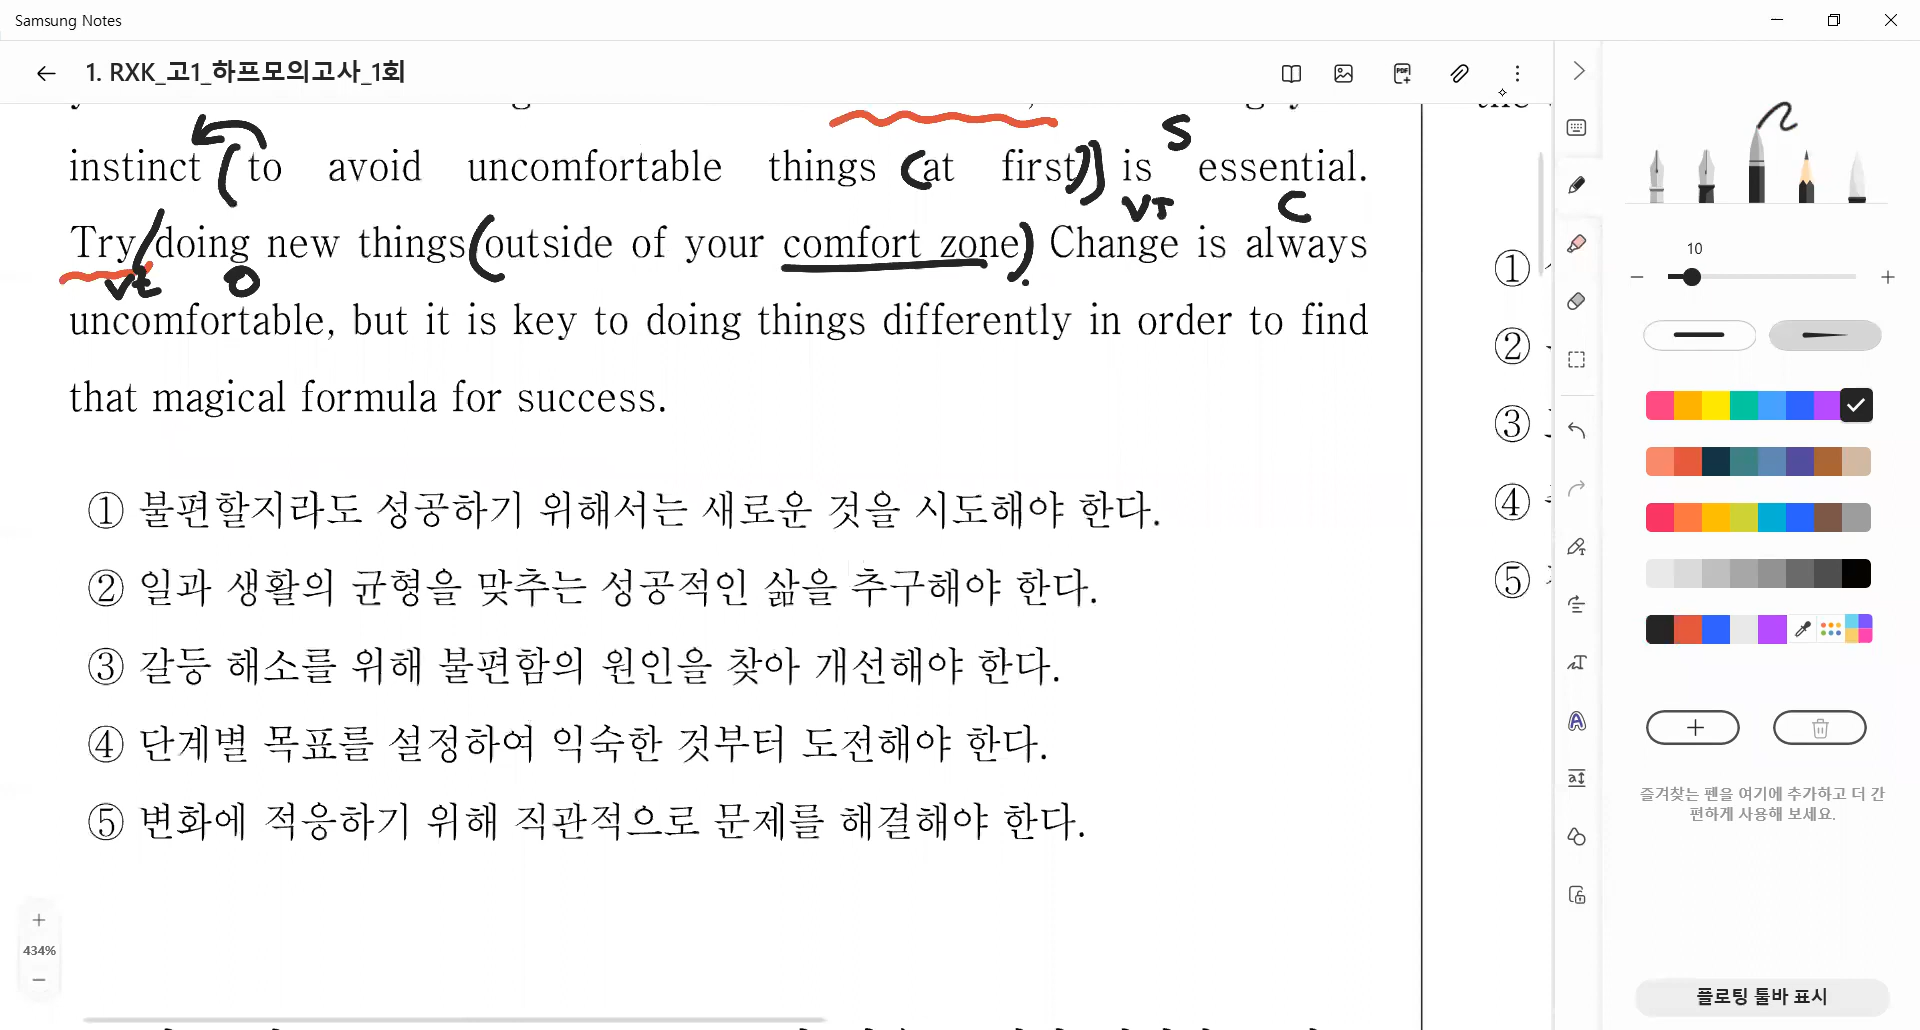 Samsung Notes
1. RXK_고1_하프모의고사_1회
instinct (to avoid uncomfortable things (at first)) is essential.
S
VI
C
Try/doing new things (outside of your comfort zone). Change is always
Vt
O
uncomfortable, but it is key to doing things differently in order to find
that magical formula for success.
① 불편할지라도 성공하기 위해서는 새로운 것을 시도해야 한다.
② 일과 생활의 균형을 맞추는 성공적인 삶을 추구해야 한다.
③ 갈등 해소를 위해 불편함의 원인을 찾아 개선해야 한다.
④ 단계별 목표를 설정하여 익숙한 것부터 도전해야 한다.
⑤ 변화에 적응하기 위해 직관적으로 문제를 해결해야 한다.
①
②
③
④
⑤
434%
10
즐겨찾는 펜을 여기에 추가하고 더 간
편하게 사용해 보세요.
플로팅 툴바 표시